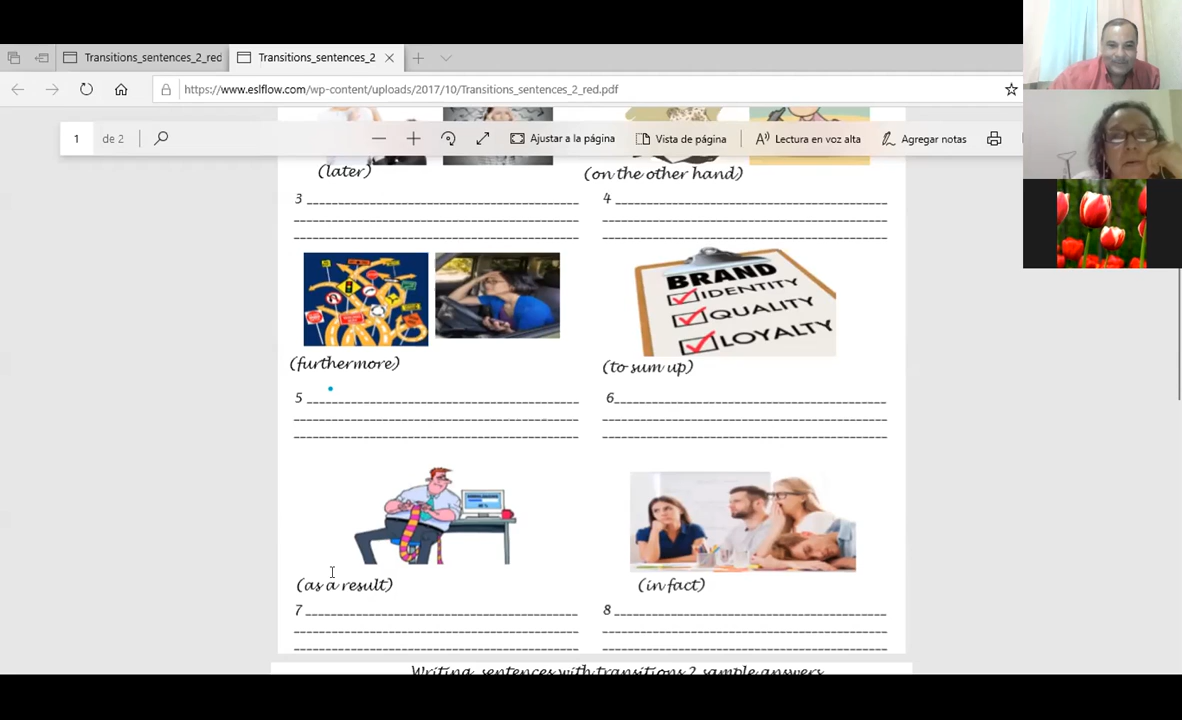 Transitions_sentences_2_red
Transitions_sentences_2
https://www.eslflow.com/wp-content/uploads/2017/10/Transitions_sentences_2_red.pdf
1 de 2 Ajustar a la página Vista de página Lectura en voz alta Agregar notas
(later) (on the other hand)
3 4
BRAND
IDENTITY
QUALITY
LOYALTY
(furthermore) (to sum up)
5 6
(as a result) (in fact)
7 8
Writing sentences with transitions 2 sample answers